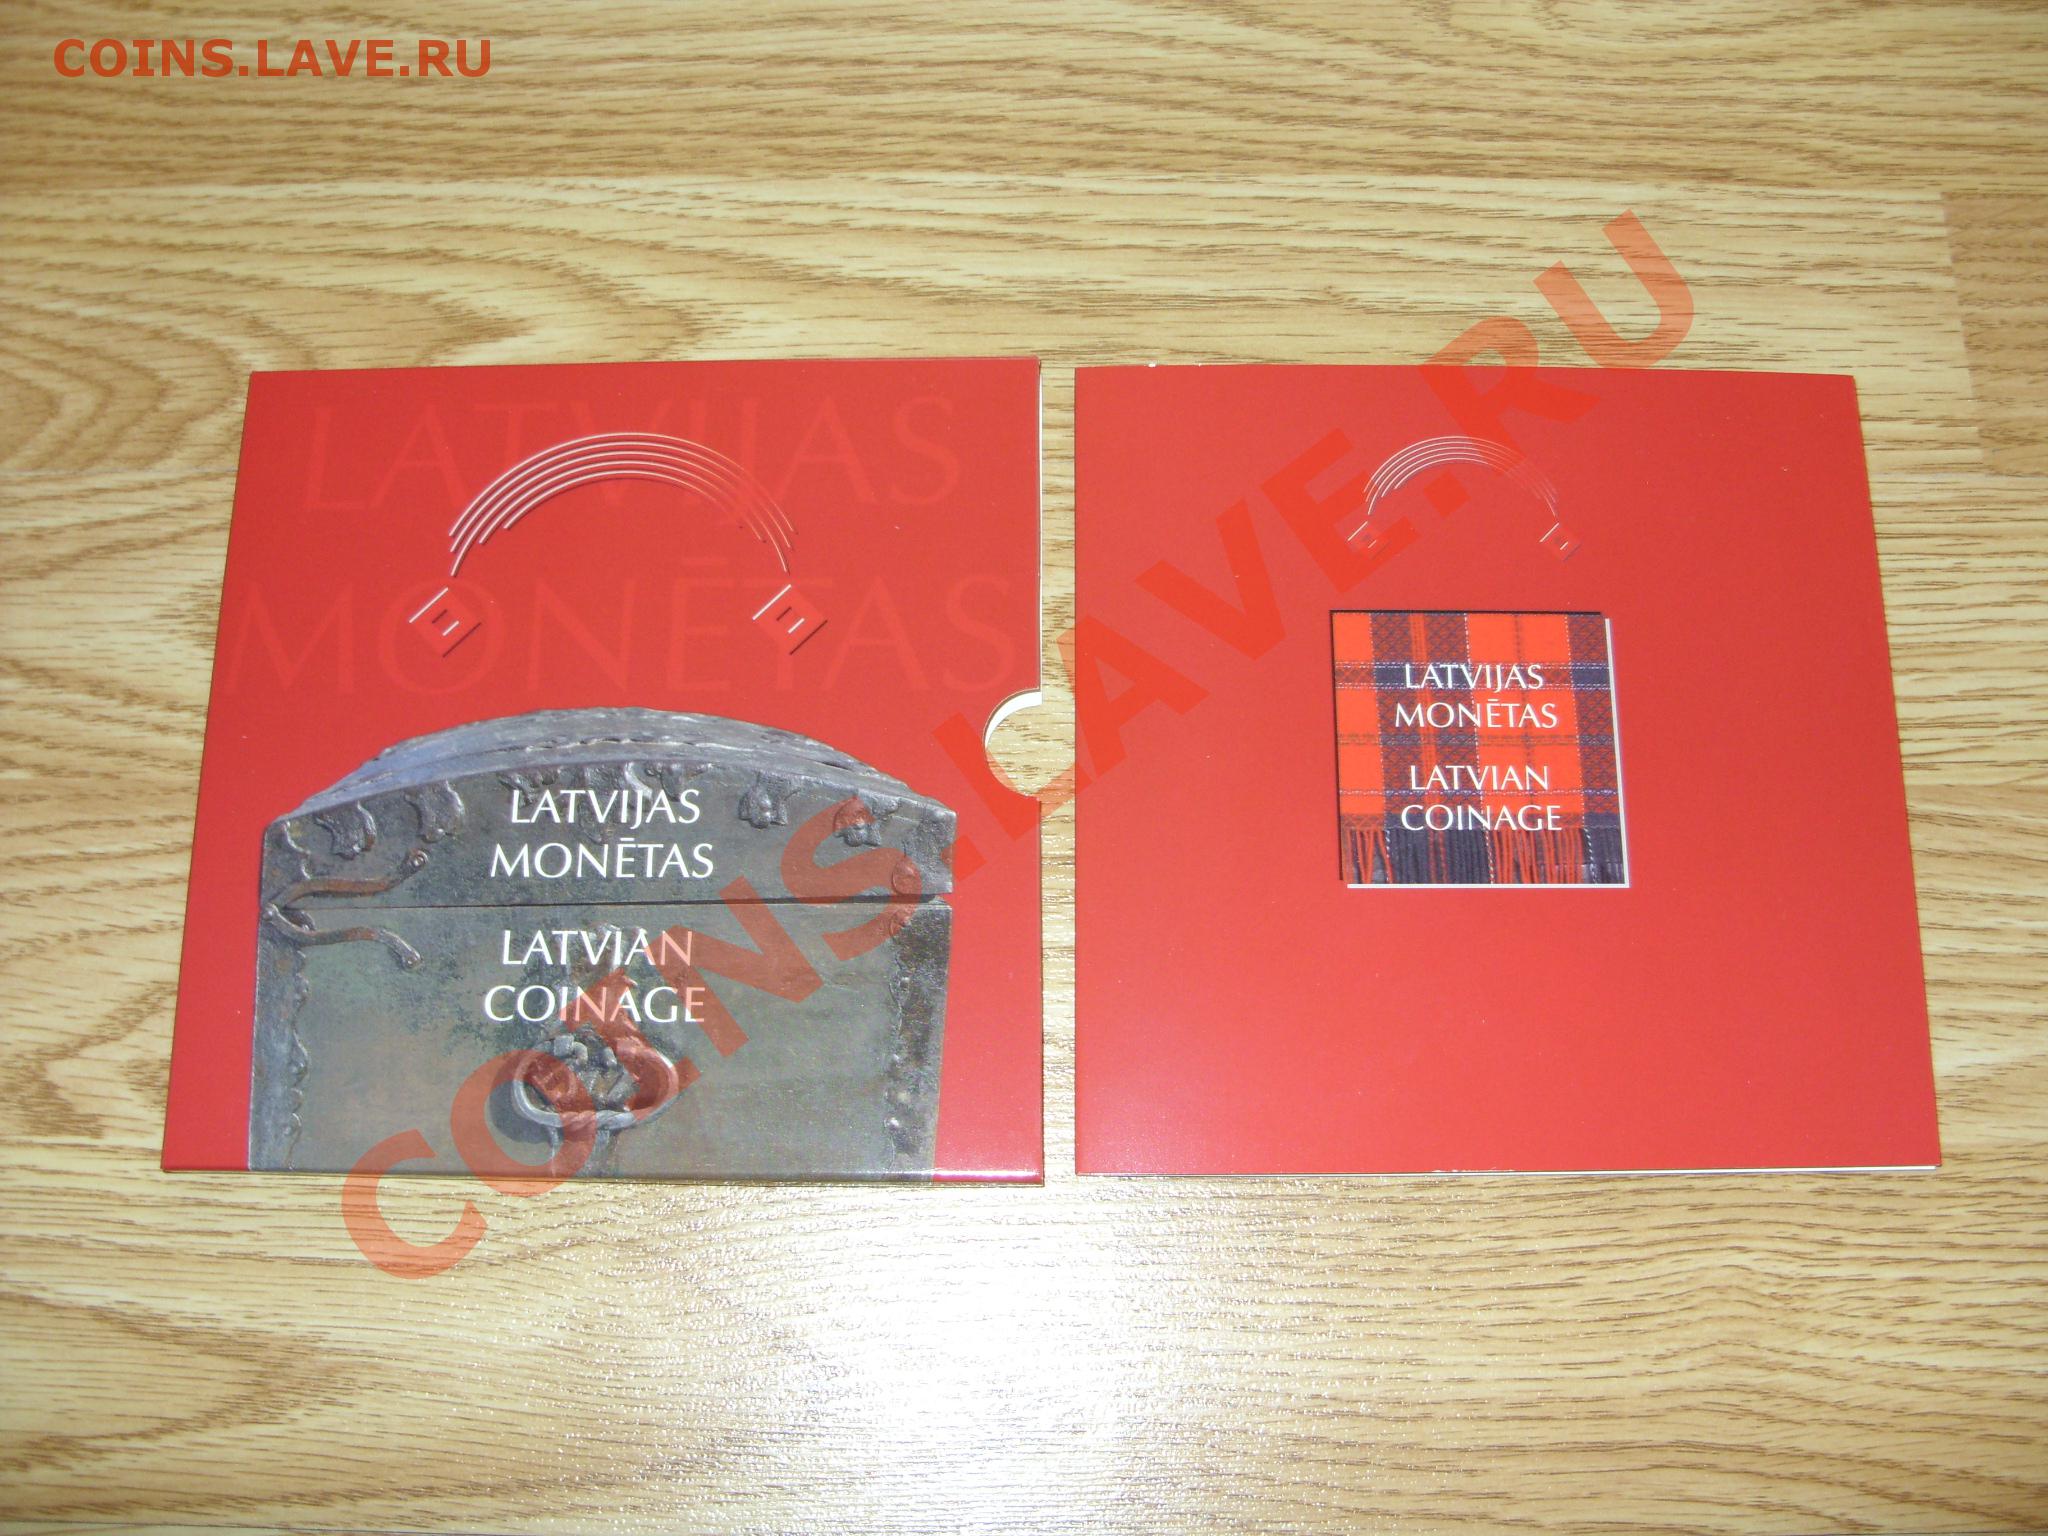 COINS.LAVE.RU
LATVIJAS
MONĒTAS
LATVIJAS
MONĒTAS
LATVIAN
COINAGE
LATVIJAS
MONĒTAS
LATVIAN
COINAGE
COINS.LAVE.RU